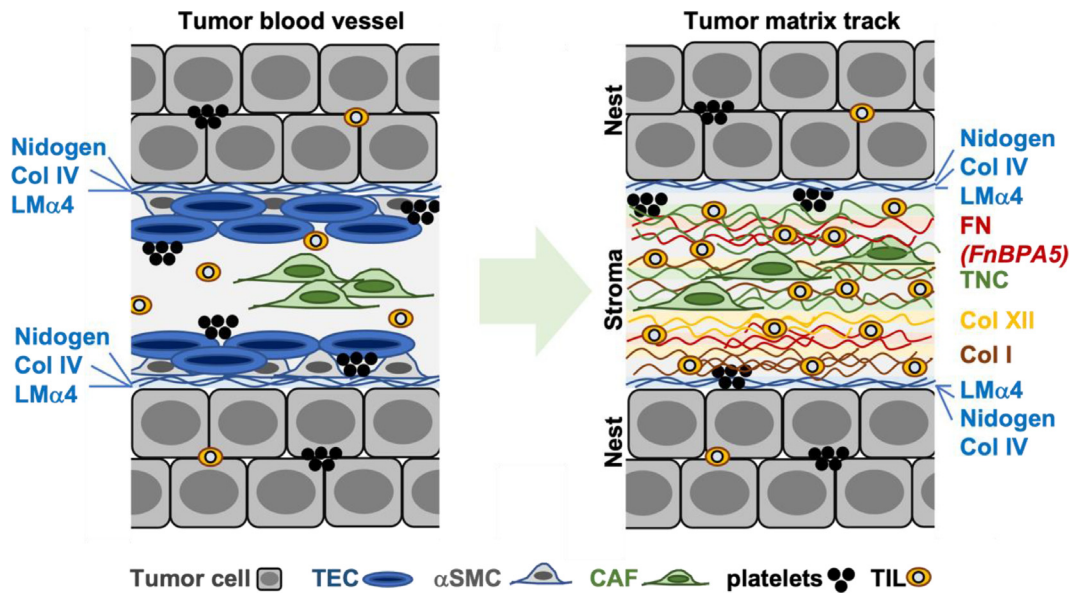 Tumor blood vessel
Tumor matrix track
Nidogen
Col IV
LMα4
Nidogen
Col IV
LMα4
Nest
Stroma
Nest
Nidogen
Col IV
LMα4
FN
(FnBPA5)
TNC
Col XII
Col I
LMα4
Nidogen
Col IV
Tumor cell TEC αSMC CAF platelets TIL